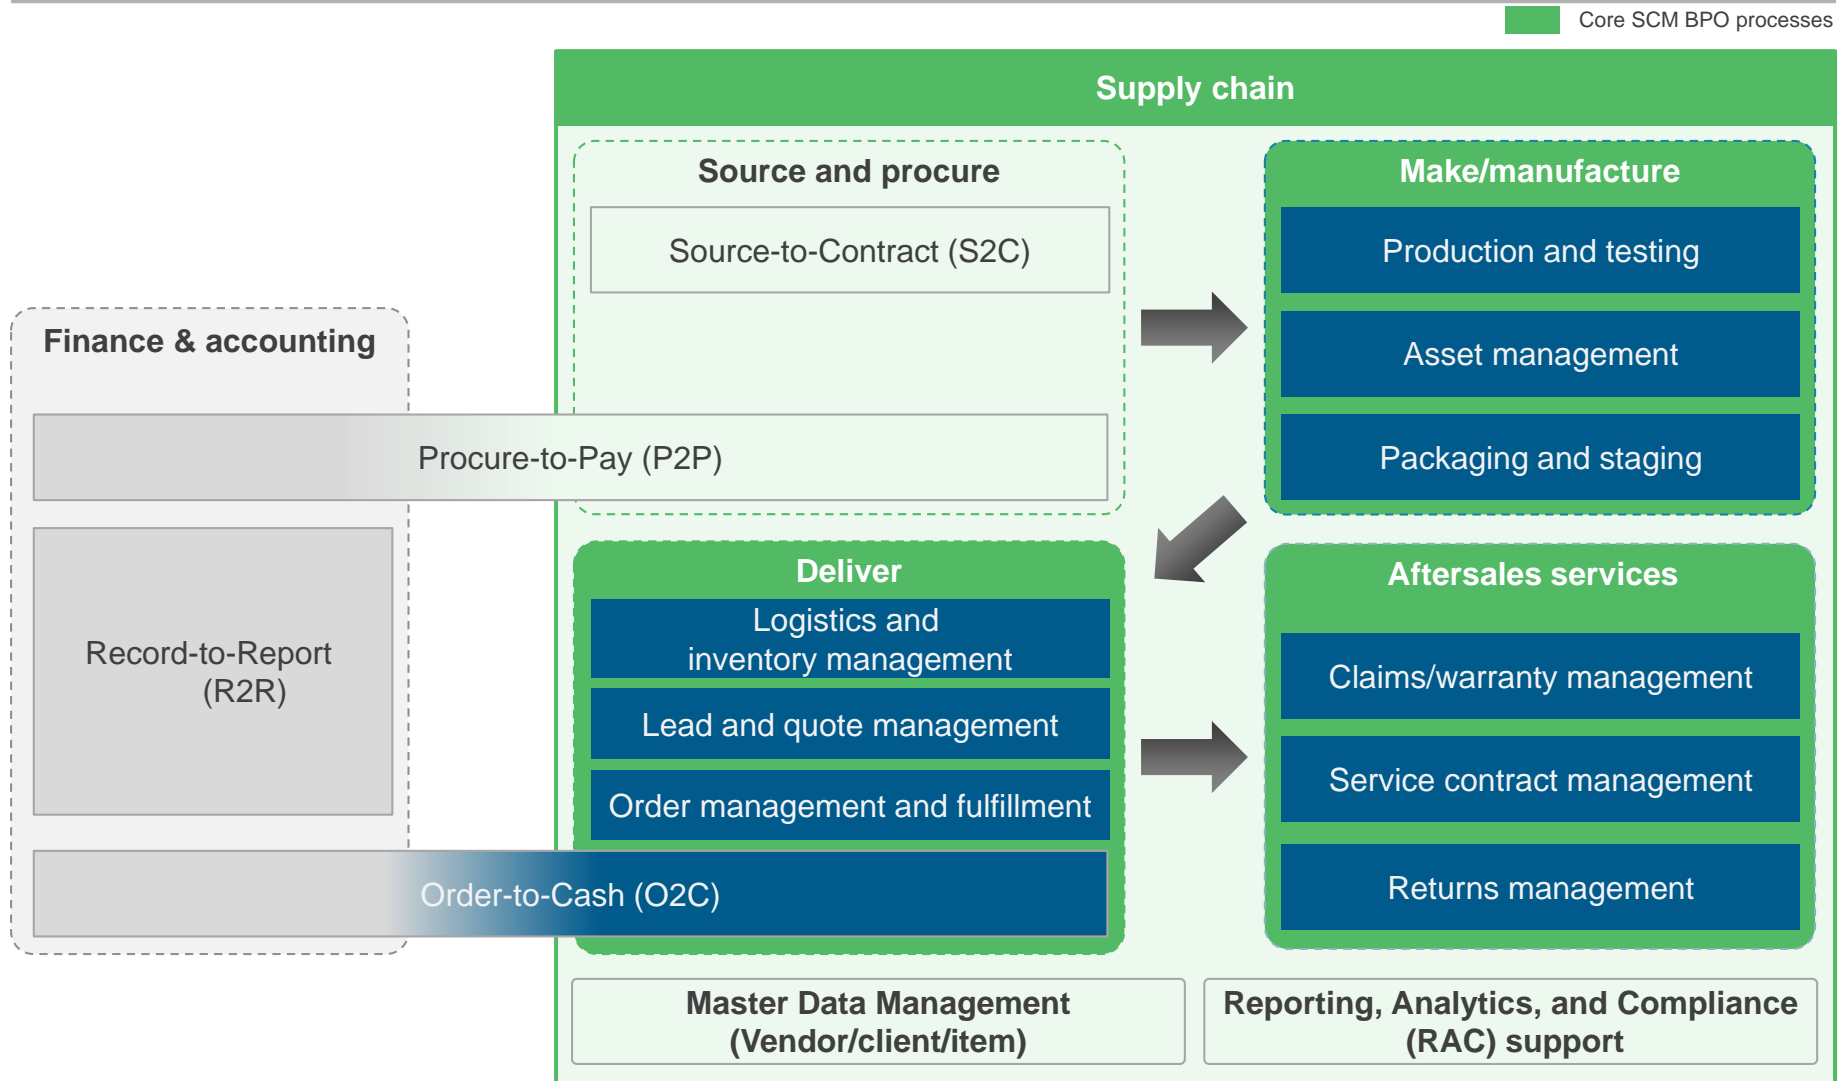 Core SCM BPO processes
Supply chain
Source and procure
Source-to-Contract (S2C)
Make/manufacture
Production and testing
Asset management
Packaging and staging
Finance & accounting
Procure-to-Pay (P2P)
Record-to-Report
(R2R)
Order-to-Cash (O2C)
Deliver
Logistics and
inventory management
Lead and quote management
Order management and fulfillment
Aftersales services
Claims/warranty management
Service contract management
Returns management
Master Data Management
(Vendor/client/item)
Reporting, Analytics, and Compliance
(RAC) support